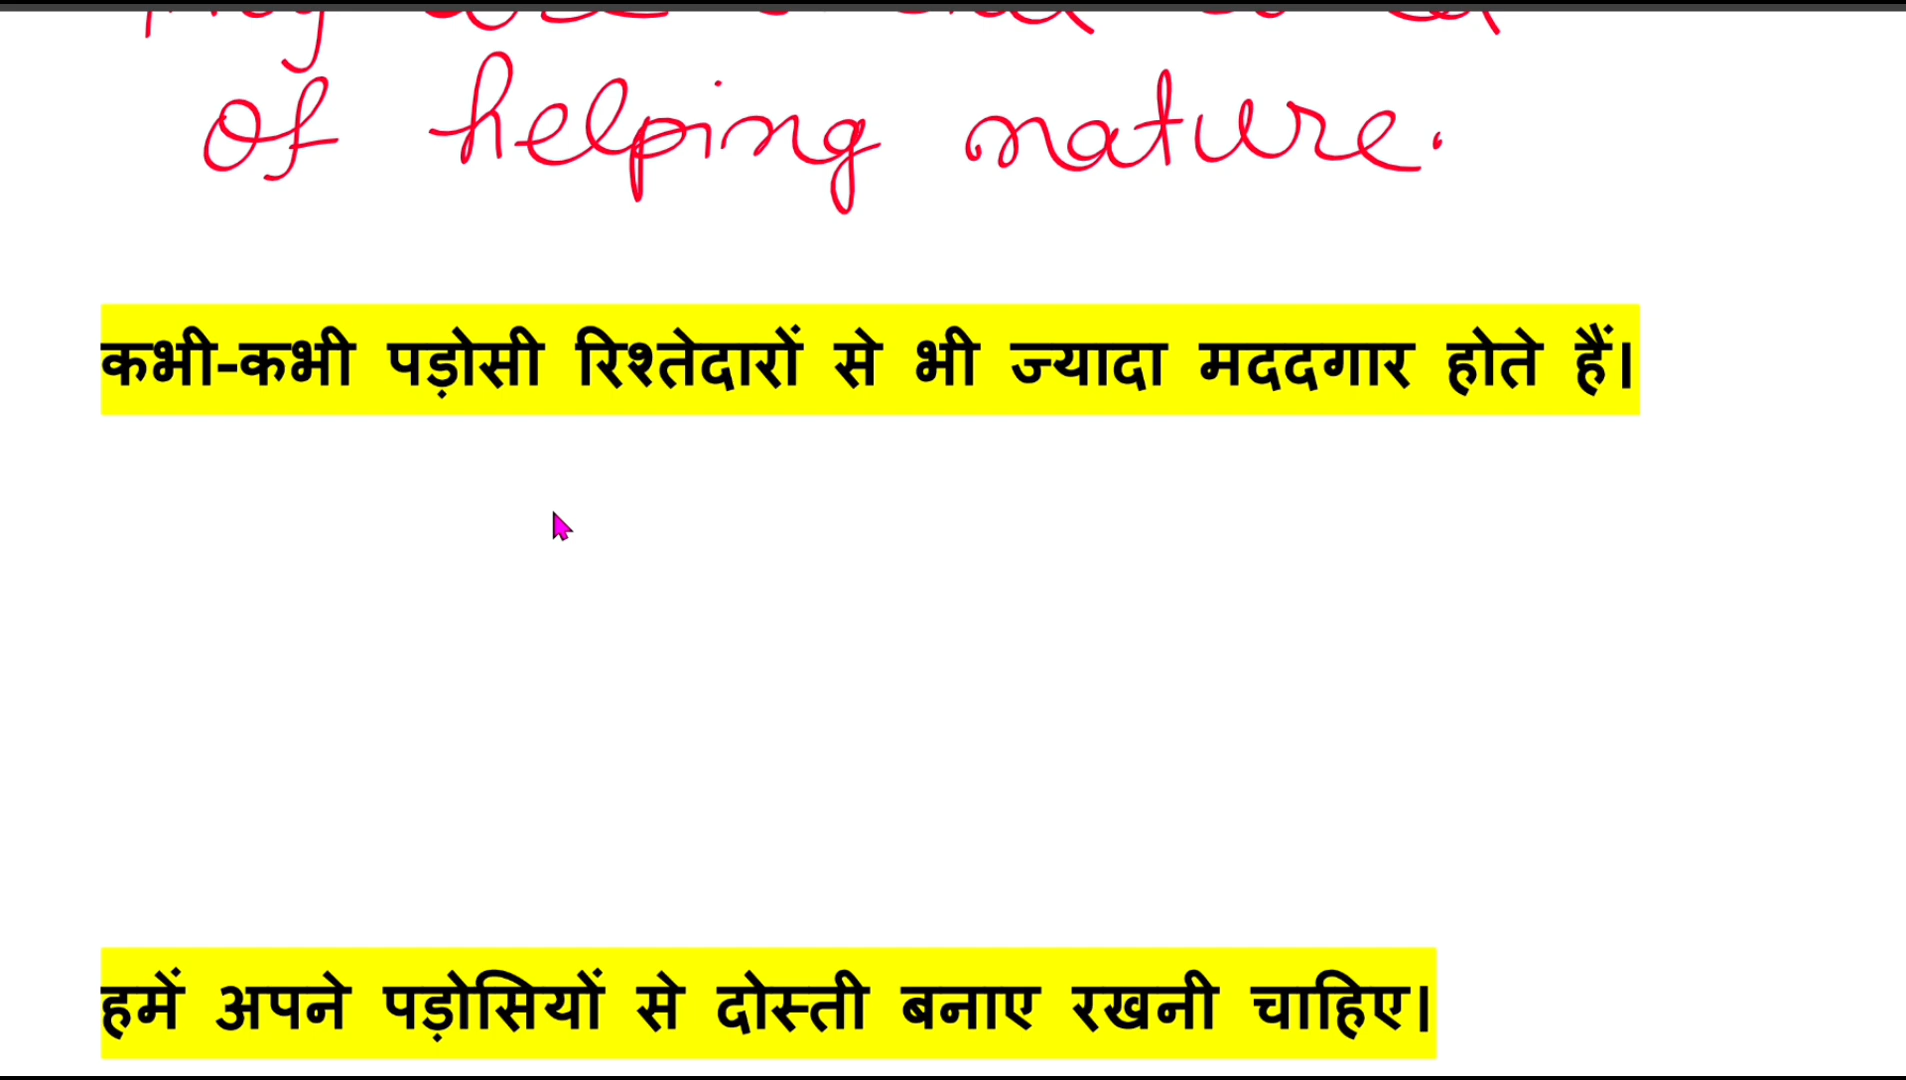 of helping nature.
कभी-कभी पड़ोसी रिश्तेदारों से भी ज्यादा मददगार होते हैं।
हमें अपने पड़ोसियों से दोस्ती बनाए रखनी चाहिए।